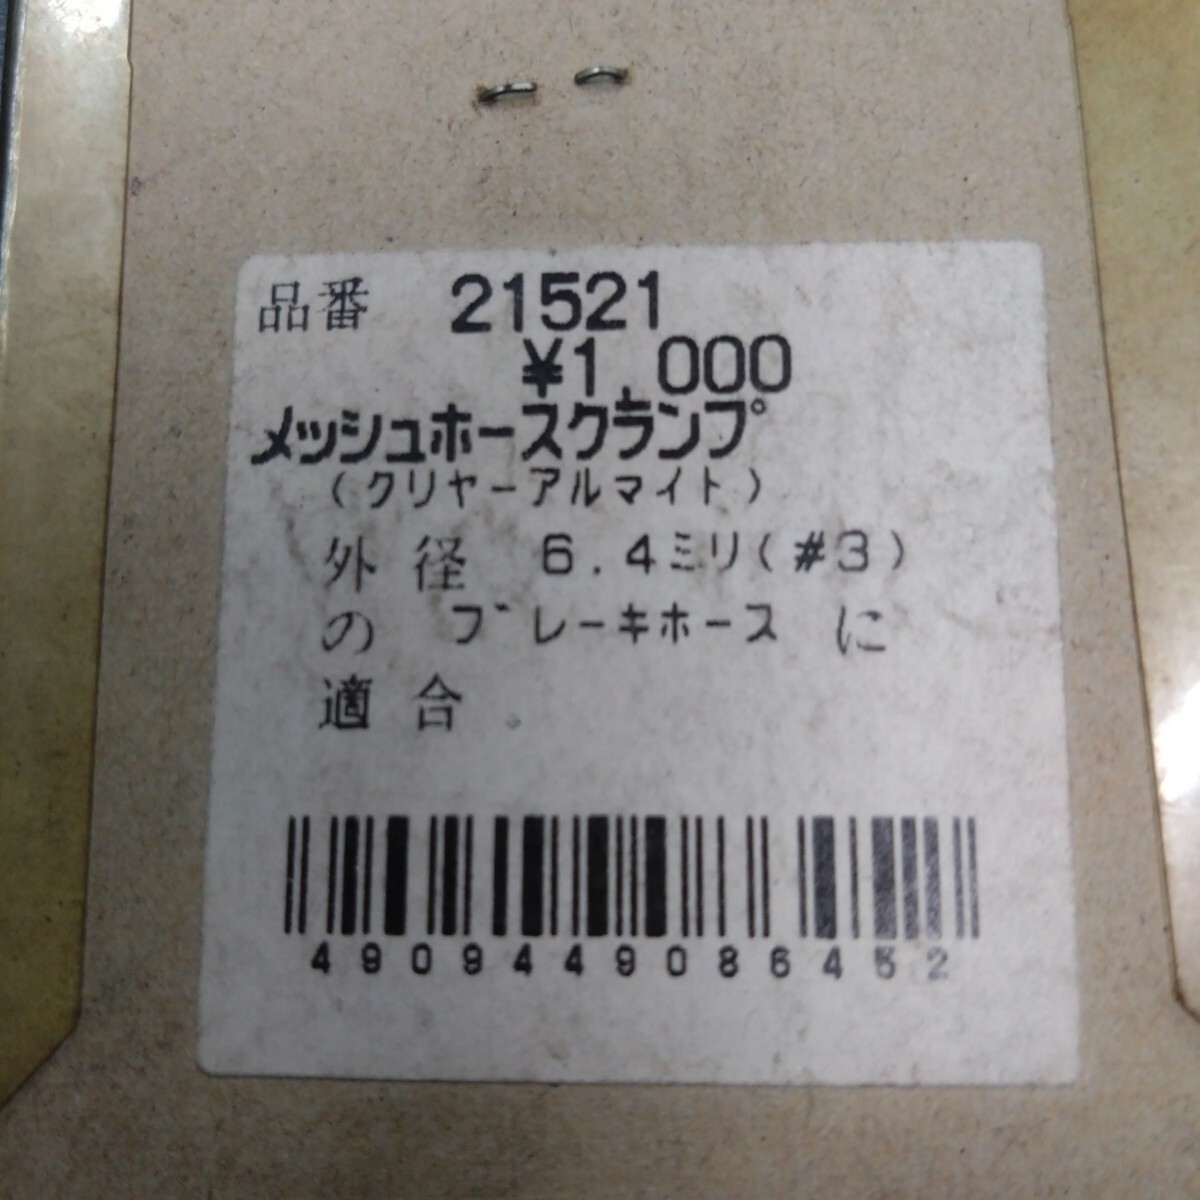 品番 21521
¥1,000
メッシュホースクランプ
(クリヤーアルマイト)
外径 6.4ミリ(#3)
の ブレーキホース に
適合.
4909449086452